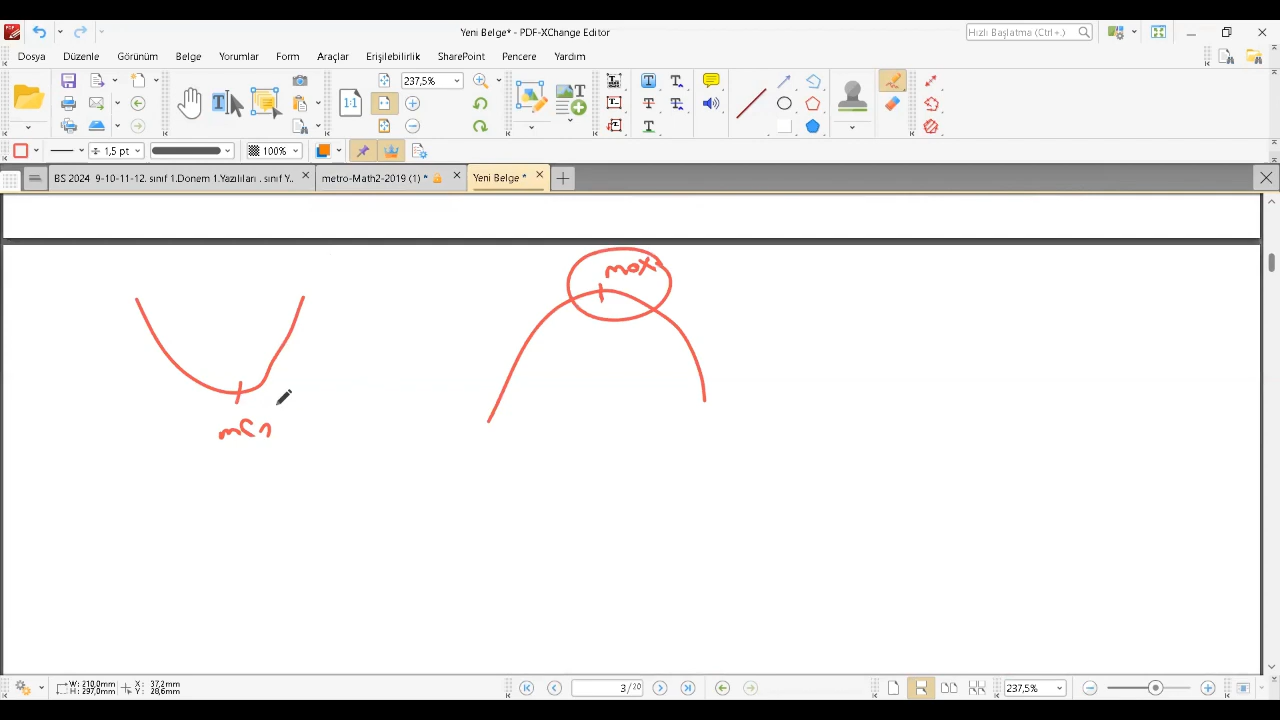 Yeni Belge* - PDF-XChange Editor
Hızlı Başlatma (Ctrl+.)
Dosya Düzenle Görünüm Belge Yorumlar Form Araçlar Erişilebilirlik SharePoint Pencere Yardım
237,5%
1:1
1,5 pt 100%
BS 2024 9-10-11-12. sınıf 1.Dönem 1.Yazılıları . sınıf Y...
metro-Math2-2019 (1) *
Yeni Belge *
max
min
W: 210,0mm
H: 297,0mm
X: 37,2mm
Y: 28,6mm
3 / 20
237,5%